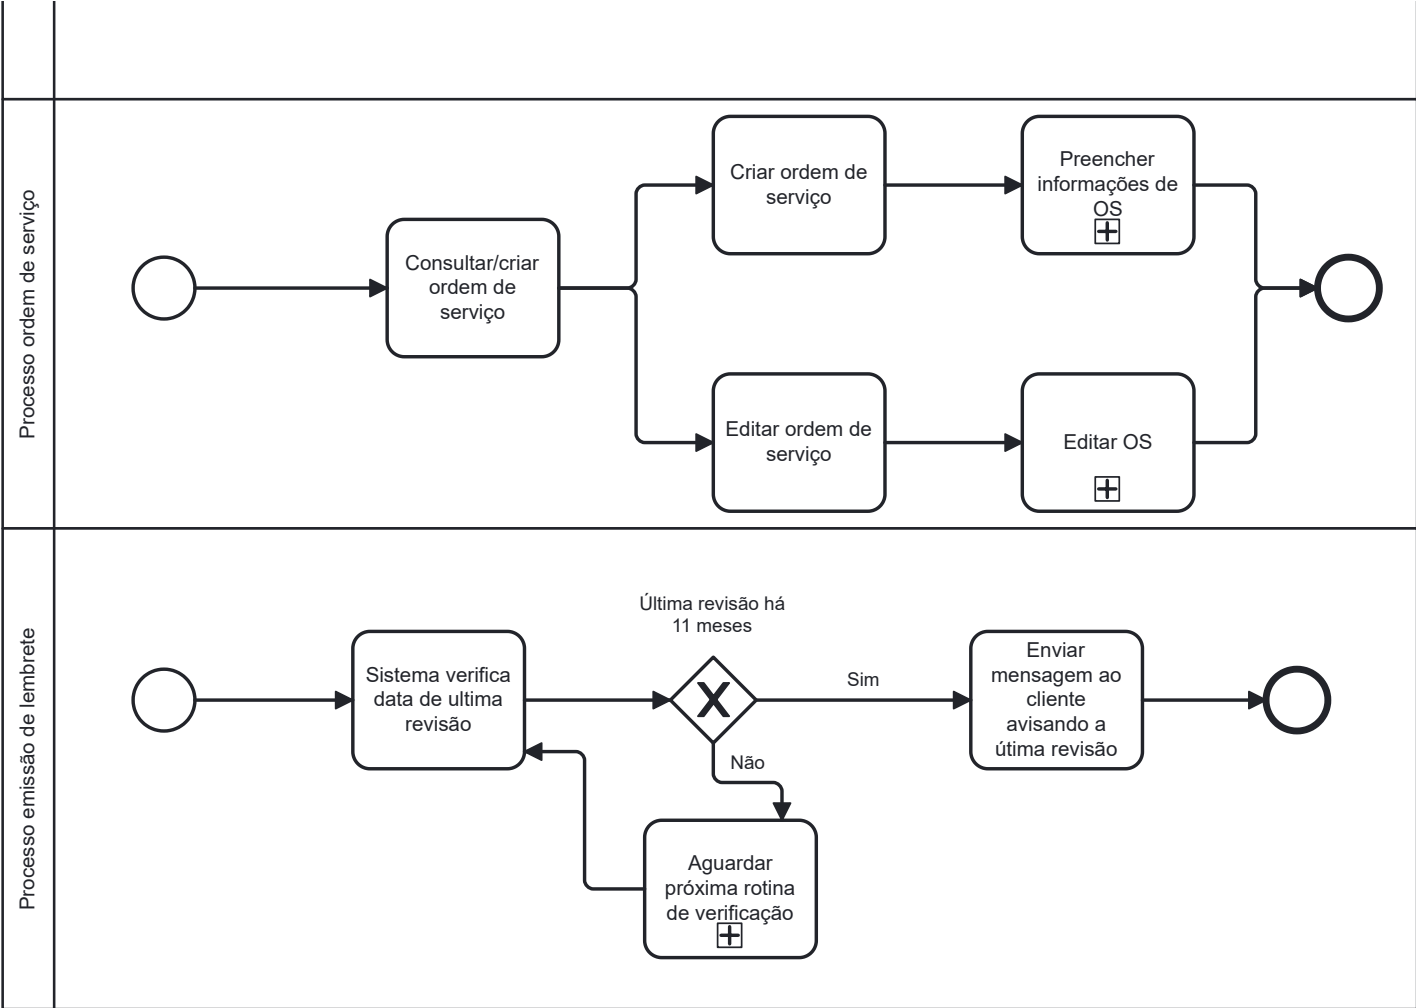 Processo ordem de serviço
Consultar/criar
ordem de
serviço
Criar ordem de
serviço
Preencher
informações de
OS
Editar ordem de
serviço
Editar OS
Processo emissão de lembrete
Sistema verifica
data de ultima
revisão
Última revisão há
11 meses
Sim
Não
Enviar
mensagem ao
cliente
avisando a
útima revisão
Aguardar
próxima rotina
de verificação